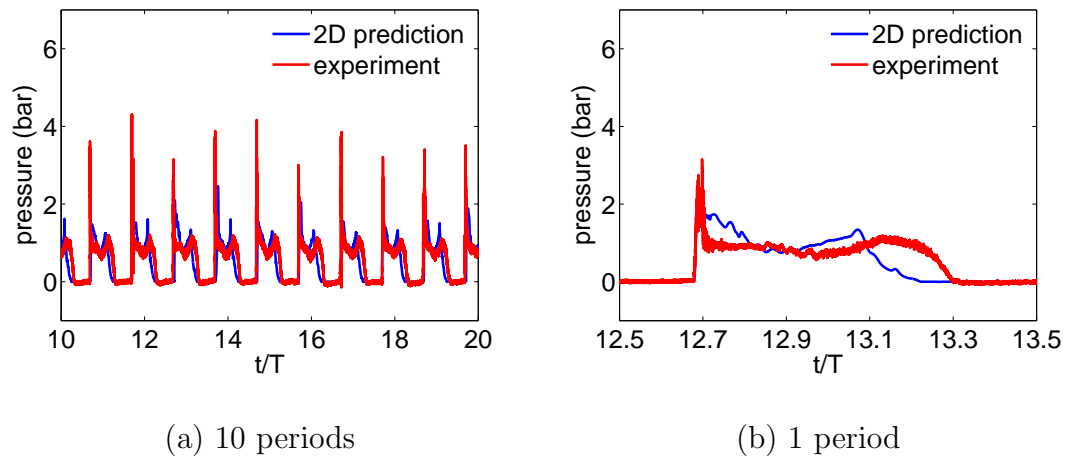 2D prediction
experiment
pressure (bar)
6
4
2
0
10 12 14 16 18 20
t/T
2D prediction
experiment
pressure (bar)
6
4
2
0
12.5 12.7 12.9 13.1 13.3 13.5
t/T
(a) 10 periods
(b) 1 period